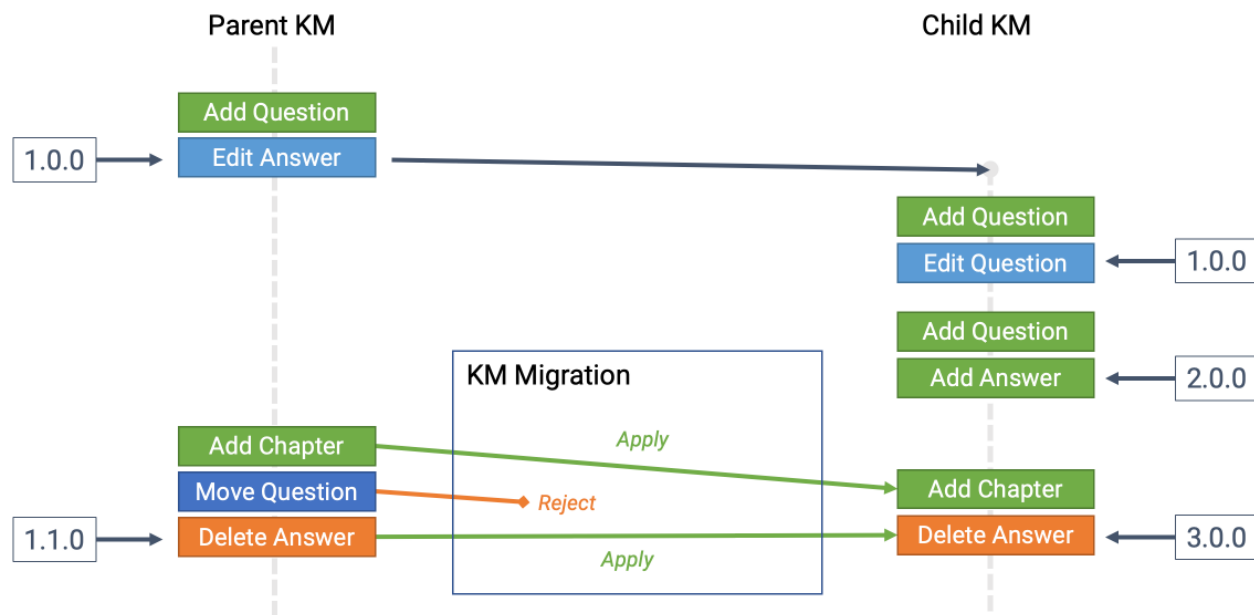 Parent KM
Child KM
Add Question
1.0.0
Edit Answer
Add Question
Edit Question
1.0.0
Add Question
KM Migration
Add Answer
2.0.0
Add Chapter
Apply
Move Question
Reject
Add Chapter
1.1.0
Delete Answer
Apply
Delete Answer
3.0.0